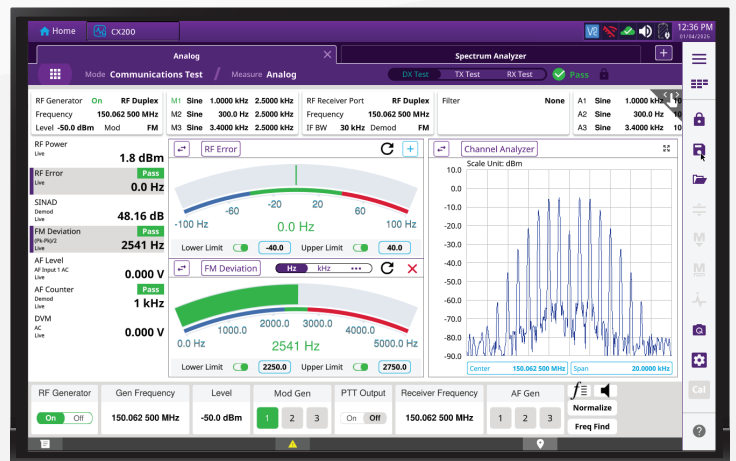 Home
CX200
V2
12:36 PM
01/04/2025
Analog
Spectrum Analyzer
Mode Communications Test / Measure Analog
DX Test TX Test RX Test Pass
RF Generator On RF Duplex
Frequency 150.062 500 MHz
Level -50.0 dBm Mod FM
M1 Sine 1.0000 kHz 2.5000 kHz
M2 Sine 300.0 Hz 2.5000 kHz
M3 Sine 3.4000 kHz 2.5000 kHz
RF Receiver Port RF Duplex
Frequency 150.062 500 MHz
IF BW 30 kHz Demod FM
Filter None
A1 Sine 1.0000 kHz 10
A2 Sine 300.0 Hz
A3 Sine 3.4000 kHz 10
RF Power
Live
1.8 dBm
RF Error Pass
Live
0.0 Hz
SINAD
Demod
Live
48.16 dB
FM Deviation Pass
(Pk-Pk)/2
Live
2541 Hz
AF Level
AF Input 1 AC
Live
0.000 V
AF Counter Pass
Demod
Live
1 kHz
DVM
AC
Live
0.000 V
RF Error
-100 Hz -60 -20 20 60 100 Hz
0.0 Hz
Lower Limit -40.0 Upper Limit 40.0
FM Deviation Hz kHz
0.0 Hz 1000.0 2000.0 3000.0 4000.0 5000.0 Hz
2541 Hz
Lower Limit 2250.0 Upper Limit 2750.0
Channel Analyzer
Scale Unit: dBm
10.0
0.0
-10.0
-20.0
-30.0
-40.0
-50.0
-60.0
-70.0
-80.0
-90.0
Center 150.062 500 MHz Span 20.0000 kHz
M
M
Cal
RF Generator
On Off
Gen Frequency
150.062 500 MHz
Level
-50.0 dBm
Mod Gen
1 2 3
PTT Output
On Off
Receiver Frequency
150.062 500 MHz
AF Gen
1 2 3
Normalize
Freq Find